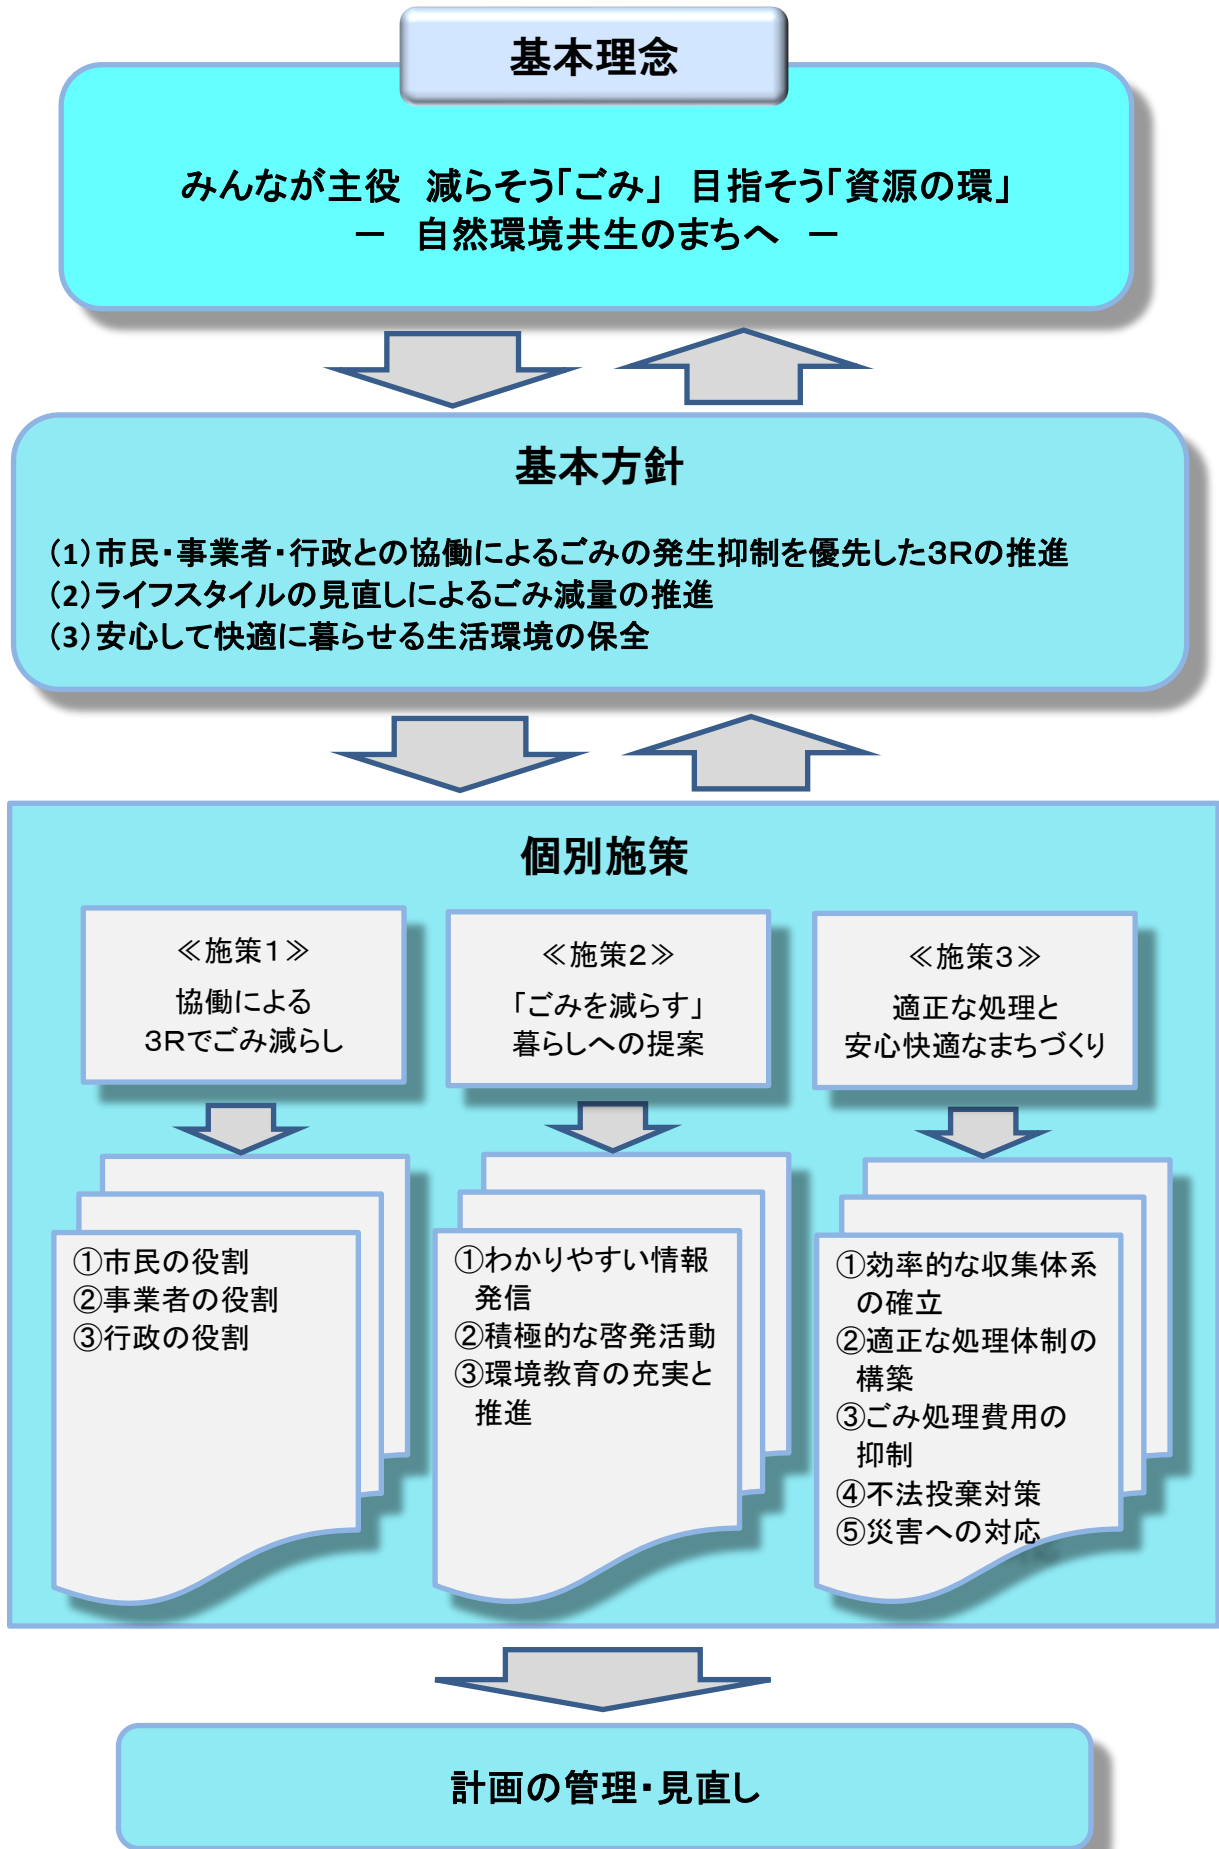 基本理念
みんなが主役　減らそう「ごみ」　目指そう「資源の環」
－　自然環境共生のまちへ　－
基本方針
（1）市民・事業者・行政との協働によるごみの発生抑制を優先した３Ｒの推進
（2）ライフスタイルの見直しによるごみ減量の推進
（3）安心して快適に暮らせる生活環境の保全
個別施策
≪施策１≫
協働による
３Ｒでごみ減らし
≪施策２≫
「ごみを減らす」
暮らしへの提案
≪施策３≫
適正な処理と
安心快適なまちづくり
①市民の役割
②事業者の役割
③行政の役割
①わかりやすい情報
発信
②積極的な啓発活動
③環境教育の充実と
推進
①効率的な収集体系
の確立
②適正な処理体制の
構築
③ごみ処理費用の
抑制
④不法投棄対策
⑤災害への対応
計画の管理・見直し